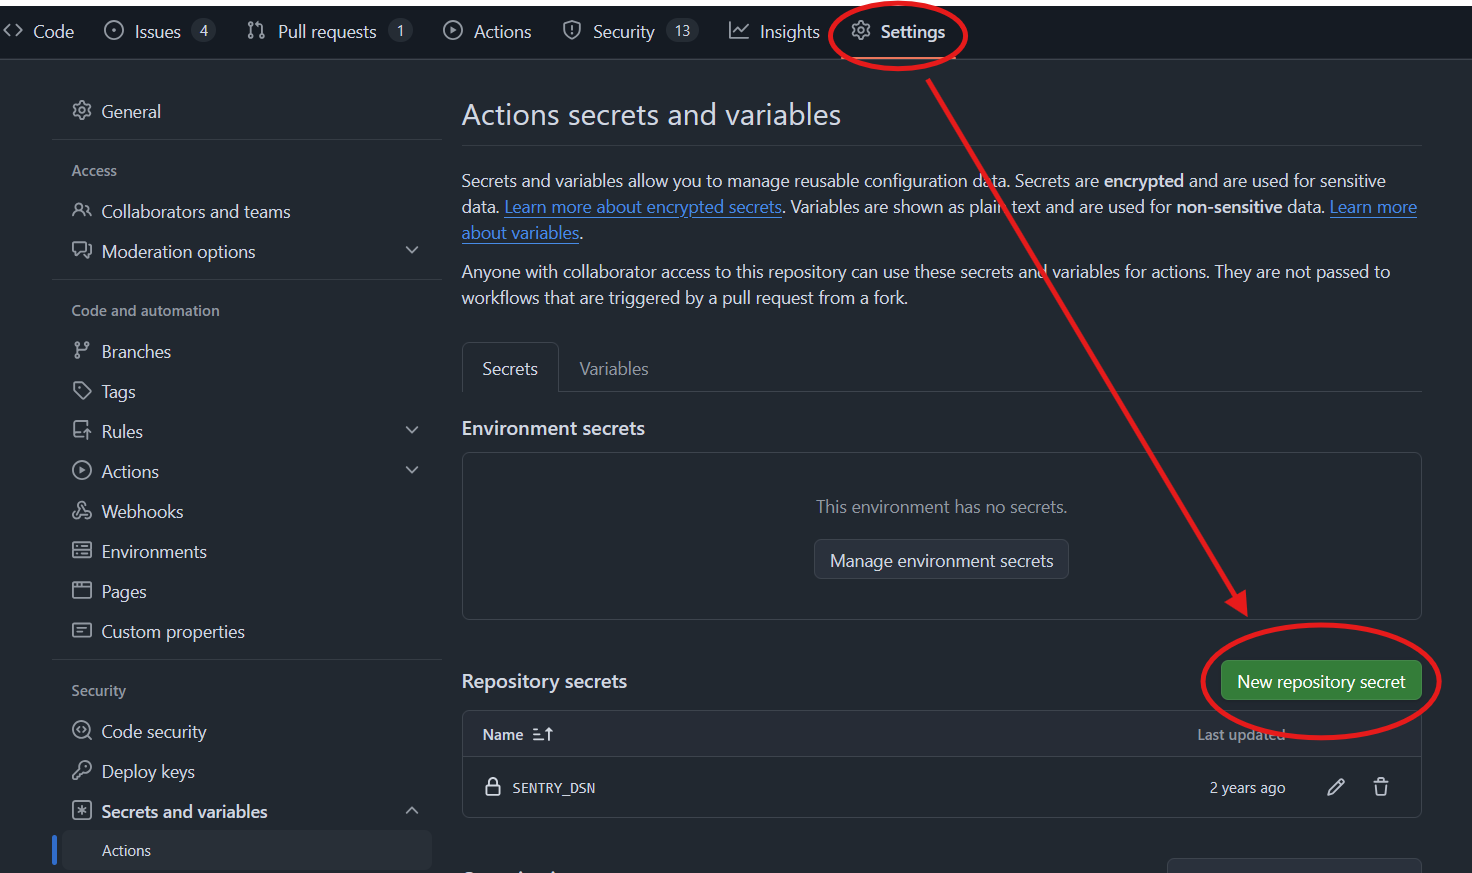 Code Issues 4 Pull requests 1 Actions Security 13 Insights Settings
General
Access
Collaborators and teams
Moderation options
Code and automation
Branches
Tags
Rules
Actions
Webhooks
Environments
Pages
Custom properties
Security
Code security
Deploy keys
Secrets and variables
Actions
Actions secrets and variables
Secrets and variables allow you to manage reusable configuration data. Secrets are encrypted and are used for sensitive
data. Learn more about encrypted secrets. Variables are shown as plain text and are used for non-sensitive data. Learn more
about variables.
Anyone with collaborator access to this repository can use these secrets and variables for actions. They are not passed to
workflows that are triggered by a pull request from a fork.
Secrets Variables
Environment secrets
This environment has no secrets.
Manage environment secrets
Repository secrets New repository secret
Name Last updated
SENTRY_DSN 2 years ago